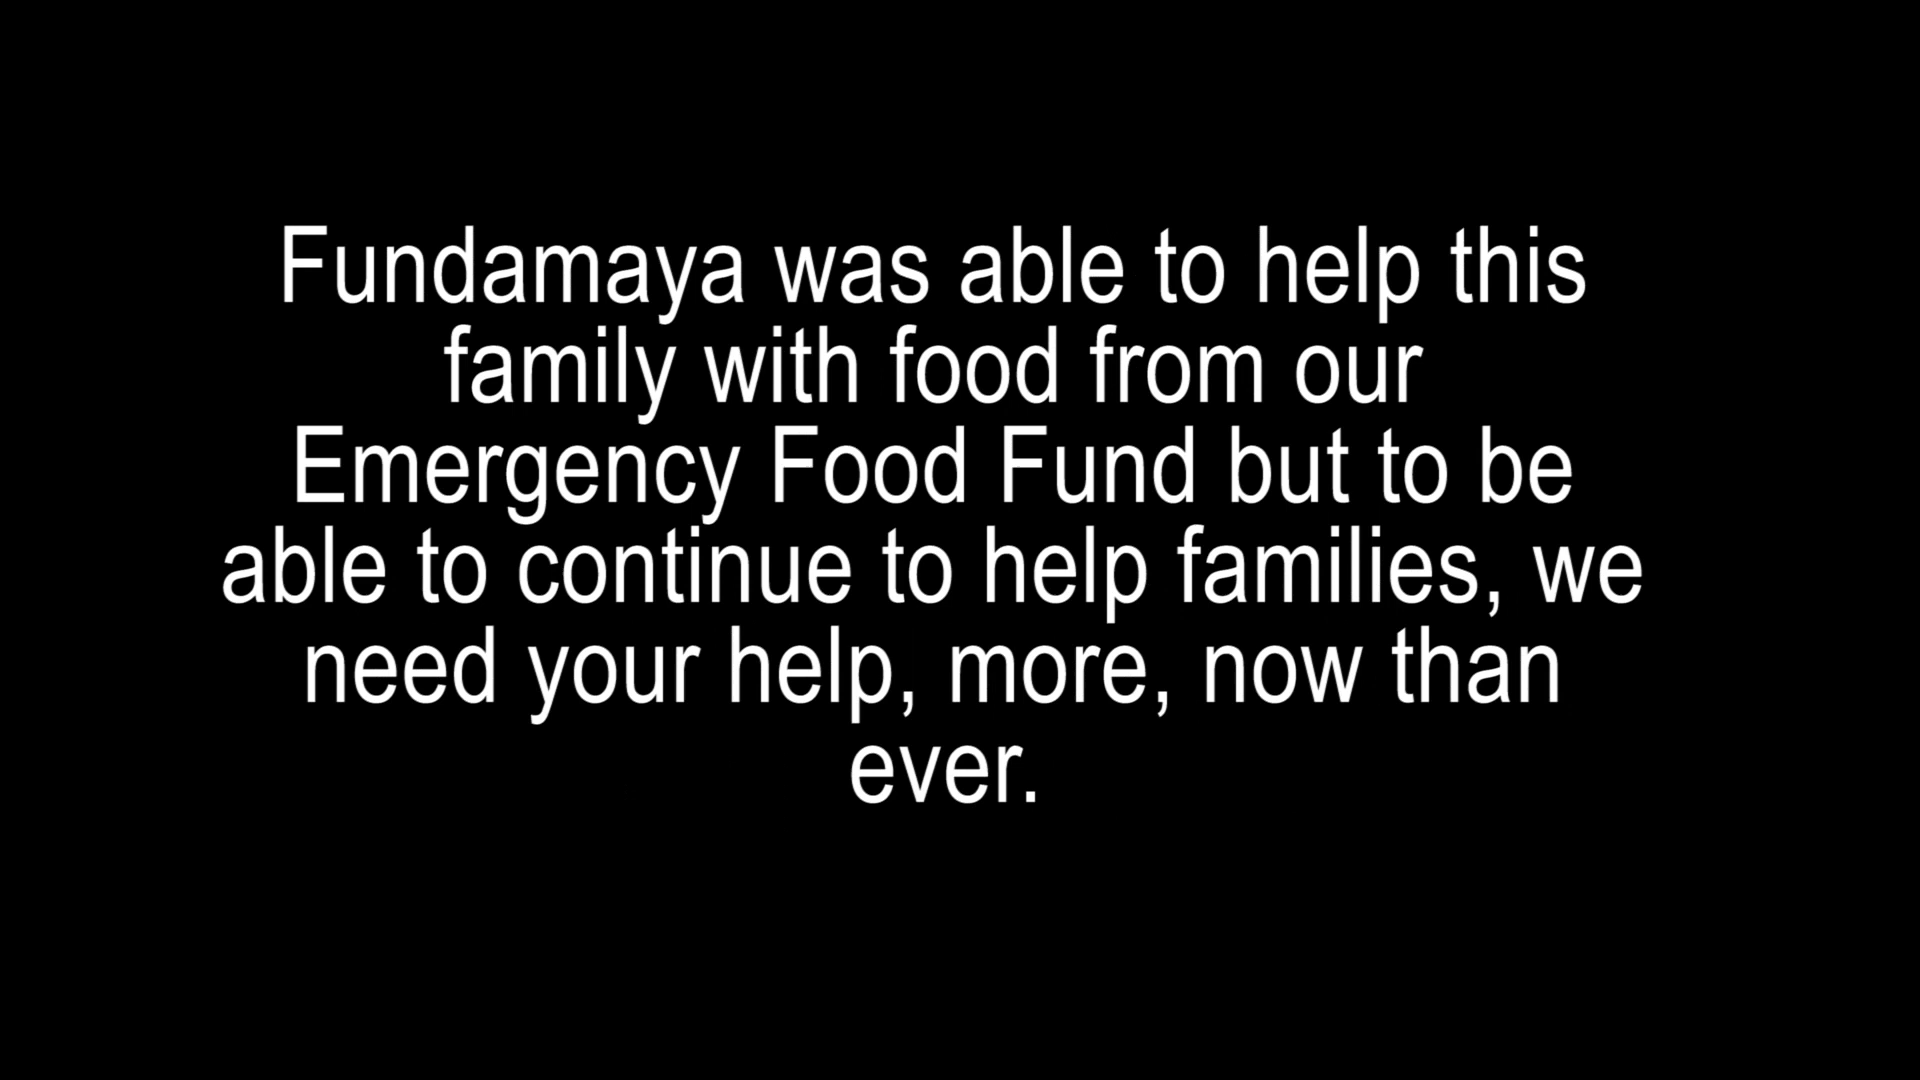 Fundamaya was able to help this
family with food from our
Emergency Food Fund but to be
able to continue to help families, we
need your help, more, now than
ever.